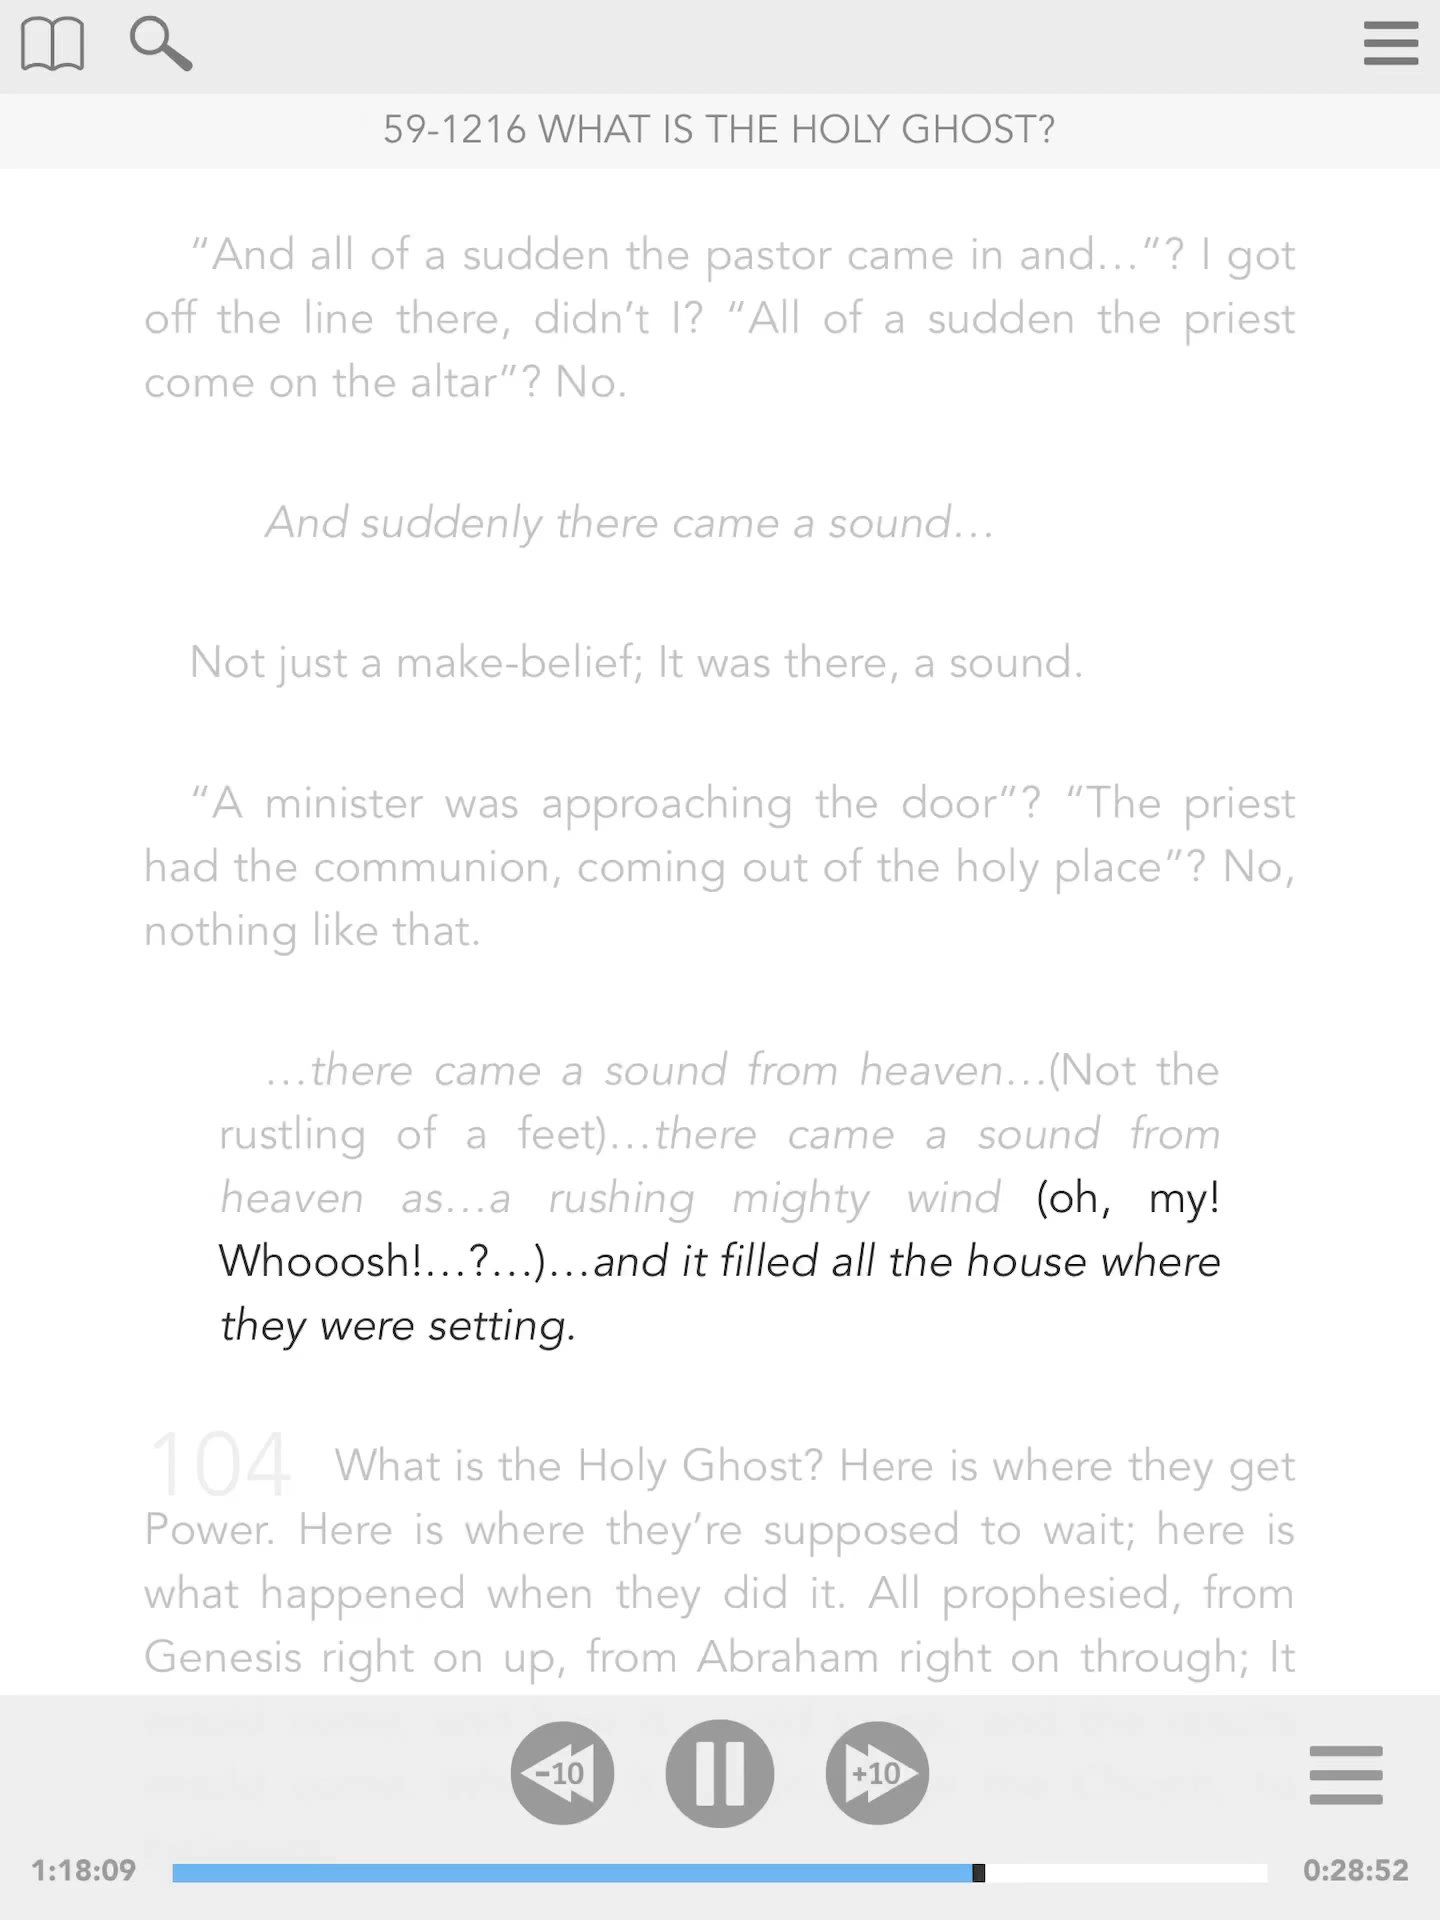 59-1216 WHAT IS THE HOLY GHOST?
“And all of a sudden the pastor came in and…”? I got
off the line there, didn’t I? “All of a sudden the priest
come on the altar”? No.
And suddenly there came a sound…
Not just a make-belief; It was there, a sound.
“A minister was approaching the door”? “The priest
had the communion, coming out of the holy place”? No,
nothing like that.
…there came a sound from heaven…(Not the
rustling of a feet)…there came a sound from
heaven as…a rushing mighty wind (oh, my!
Whooosh!…?…)…and it filled all the house where
they were setting.
104 What is the Holy Ghost? Here is where they get
Power. Here is where they’re supposed to wait; here is
what happened when they did it. All prophesied, from
Genesis right on up, from Abraham right on through; It
-10 +10
1:18:09 0:28:52